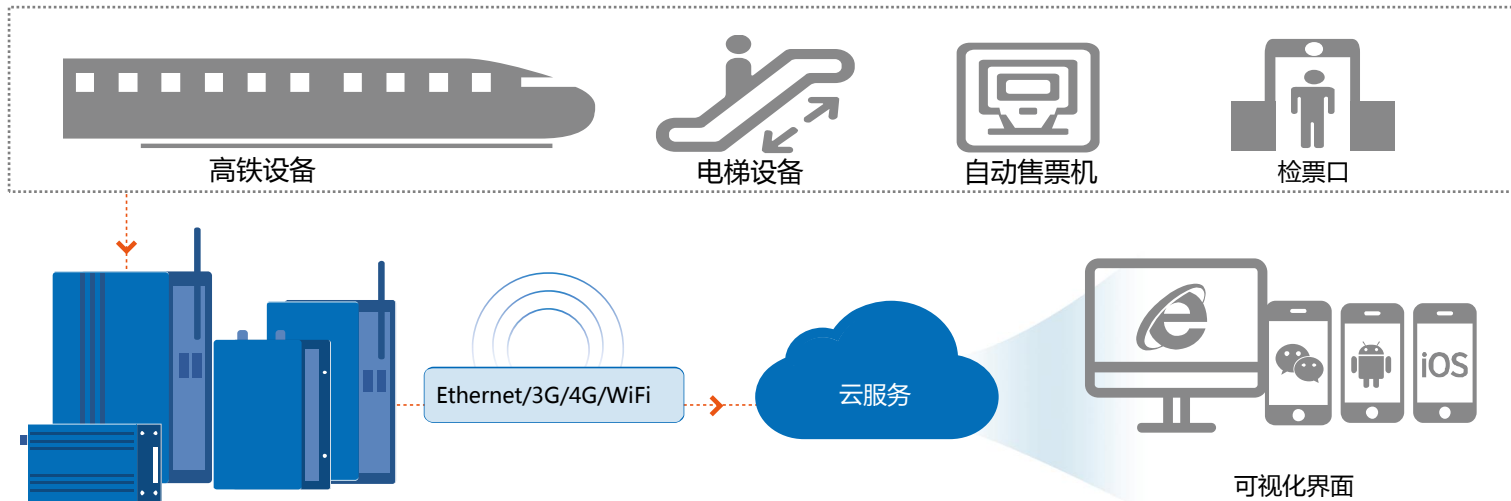 高铁设备
电梯设备
自动售票机
检票口
Ethernet/3G/4G/WiFi
云服务
iOS
可视化界面